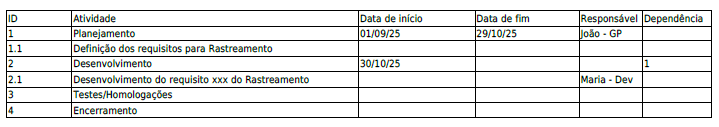 ID Atividade Data de início Data de fim Responsável Dependência
1 Planejamento 01/09/25 29/10/25 João - GP
1.1 Definição dos requisitos para Rastreamento
2 Desenvolvimento 30/10/25 1
2.1 Desenvolvimento do requisito xxx do Rastreamento Maria - Dev
3 Testes/Homologações
4 Encerramento